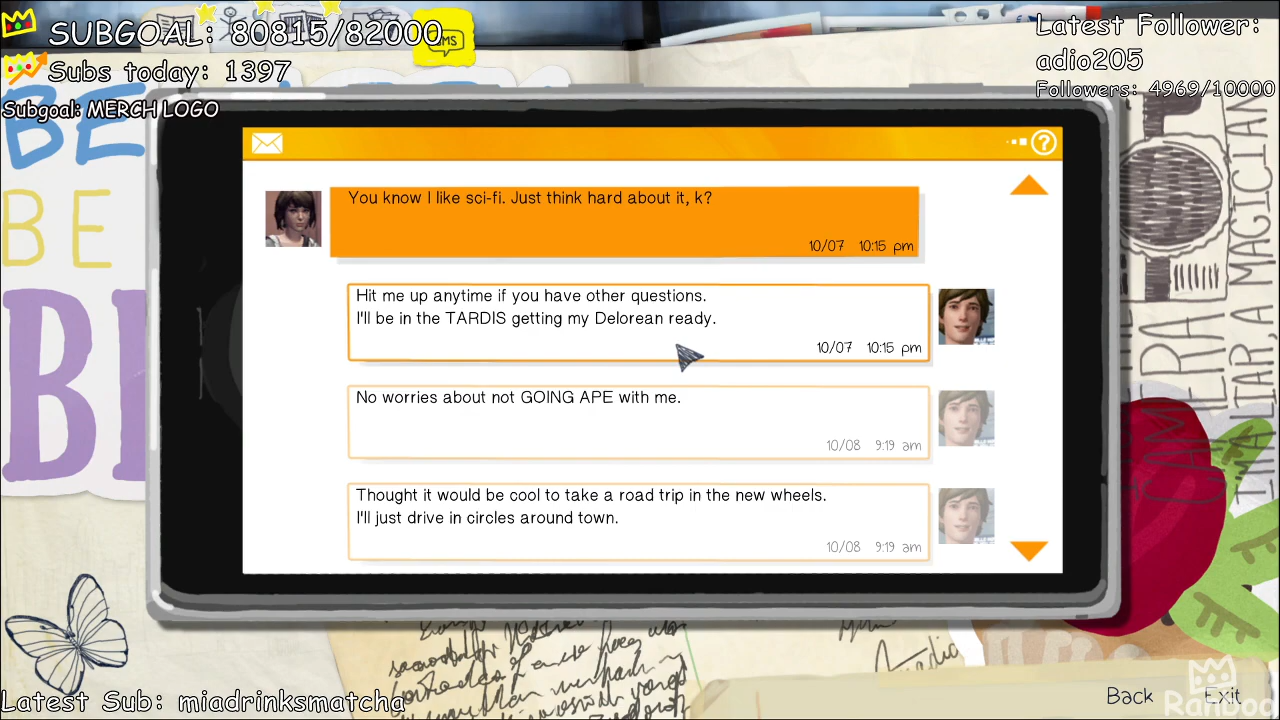 SUBGOAL: 80815/82000
SMS
Subs today: 1397
Subgoal: MERCH LOGO
Latest Follower:
adio205
Followers: 4969/10000
BE
BE
You know I like sci-fi. Just think hard about it, k?
10/07 10:15 pm
Hit me up anytime if you have other questions.
I'll be in the TARDIS getting my Delorean ready.
10/07 10:15 pm
No worries about not GOING APE with me.
10/08 9:19 am
Thought it would be cool to take a road trip in the new wheels.
I'll just drive in circles around town.
10/08 9:19 am
CAMERA
A MAGICIAN
Latest Sub: miadrinksmatcha
Back
Exit
Ranboo